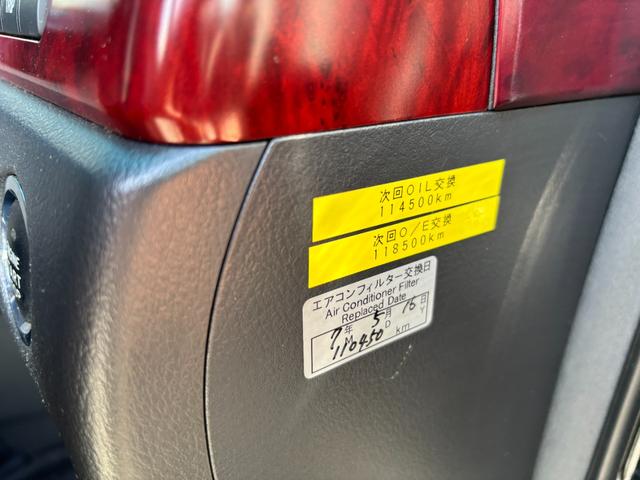 次回OIL交換
114500km
次回O/E交換
118500km
エアコンフィルター交換日
Air Conditioner Filter
Replaced Date
7年 5月 15日
M D Y
110450 km